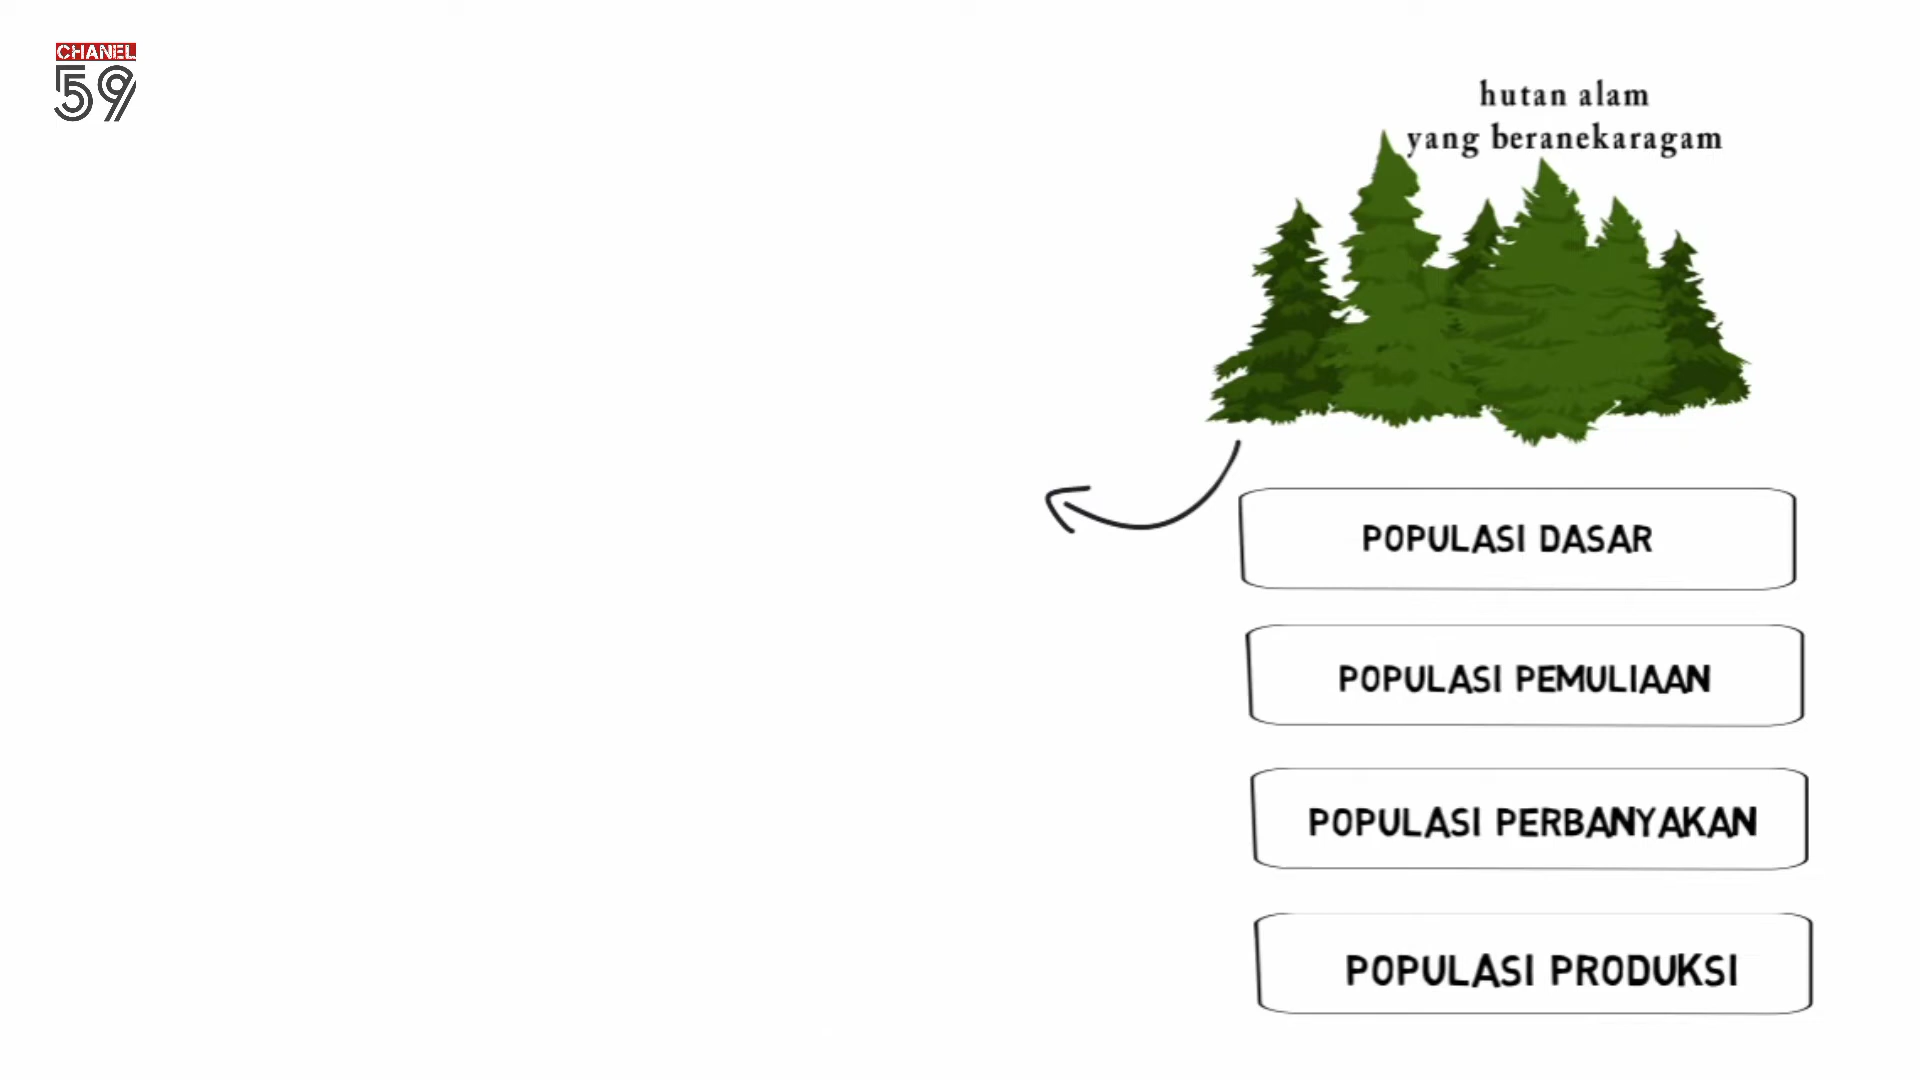 CHANEL
59
hutan alam
yang beranekaragam
POPULASI DASAR
POPULASI PEMULIAAN
POPULASI PERBANYAKAN
POPULASI PRODUKSI